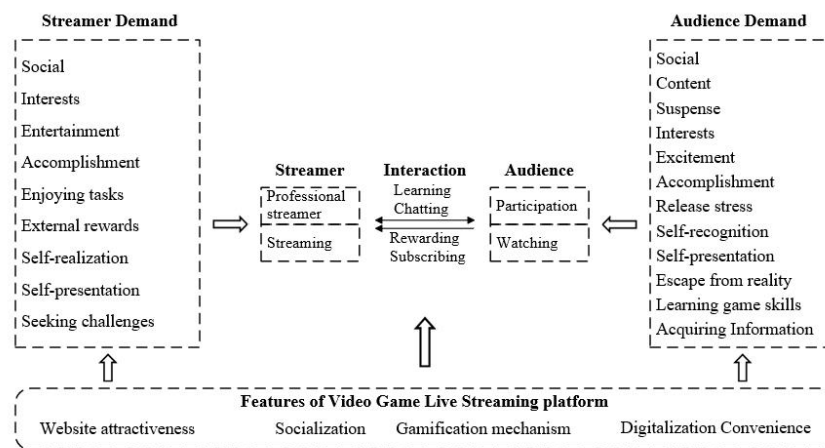 Streamer Demand
Social
Interests
Entertainment
Accomplishment
Enjoying tasks
External rewards
Self-realization
Self-presentation
Seeking challenges
Streamer
Professional
streamer
Streaming
Interaction
Learning
Chatting
Rewarding
Subscribing
Audience
Participation
Watching
Audience Demand
Social
Content
Suspense
Interests
Excitement
Accomplishment
Release stress
Self-recognition
Self-presentation
Escape from reality
Learning game skills
Acquiring Information
Features of Video Game Live Streaming platform
Website attractiveness Socialization Gamification mechanism Digitalization Convenience